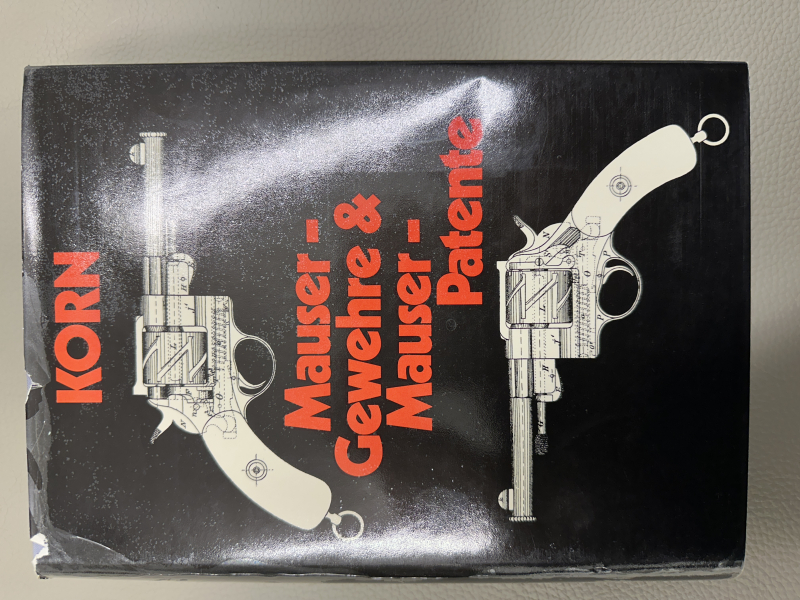 KORN
Mauser-
Gewehre &
Mauser-
Patente